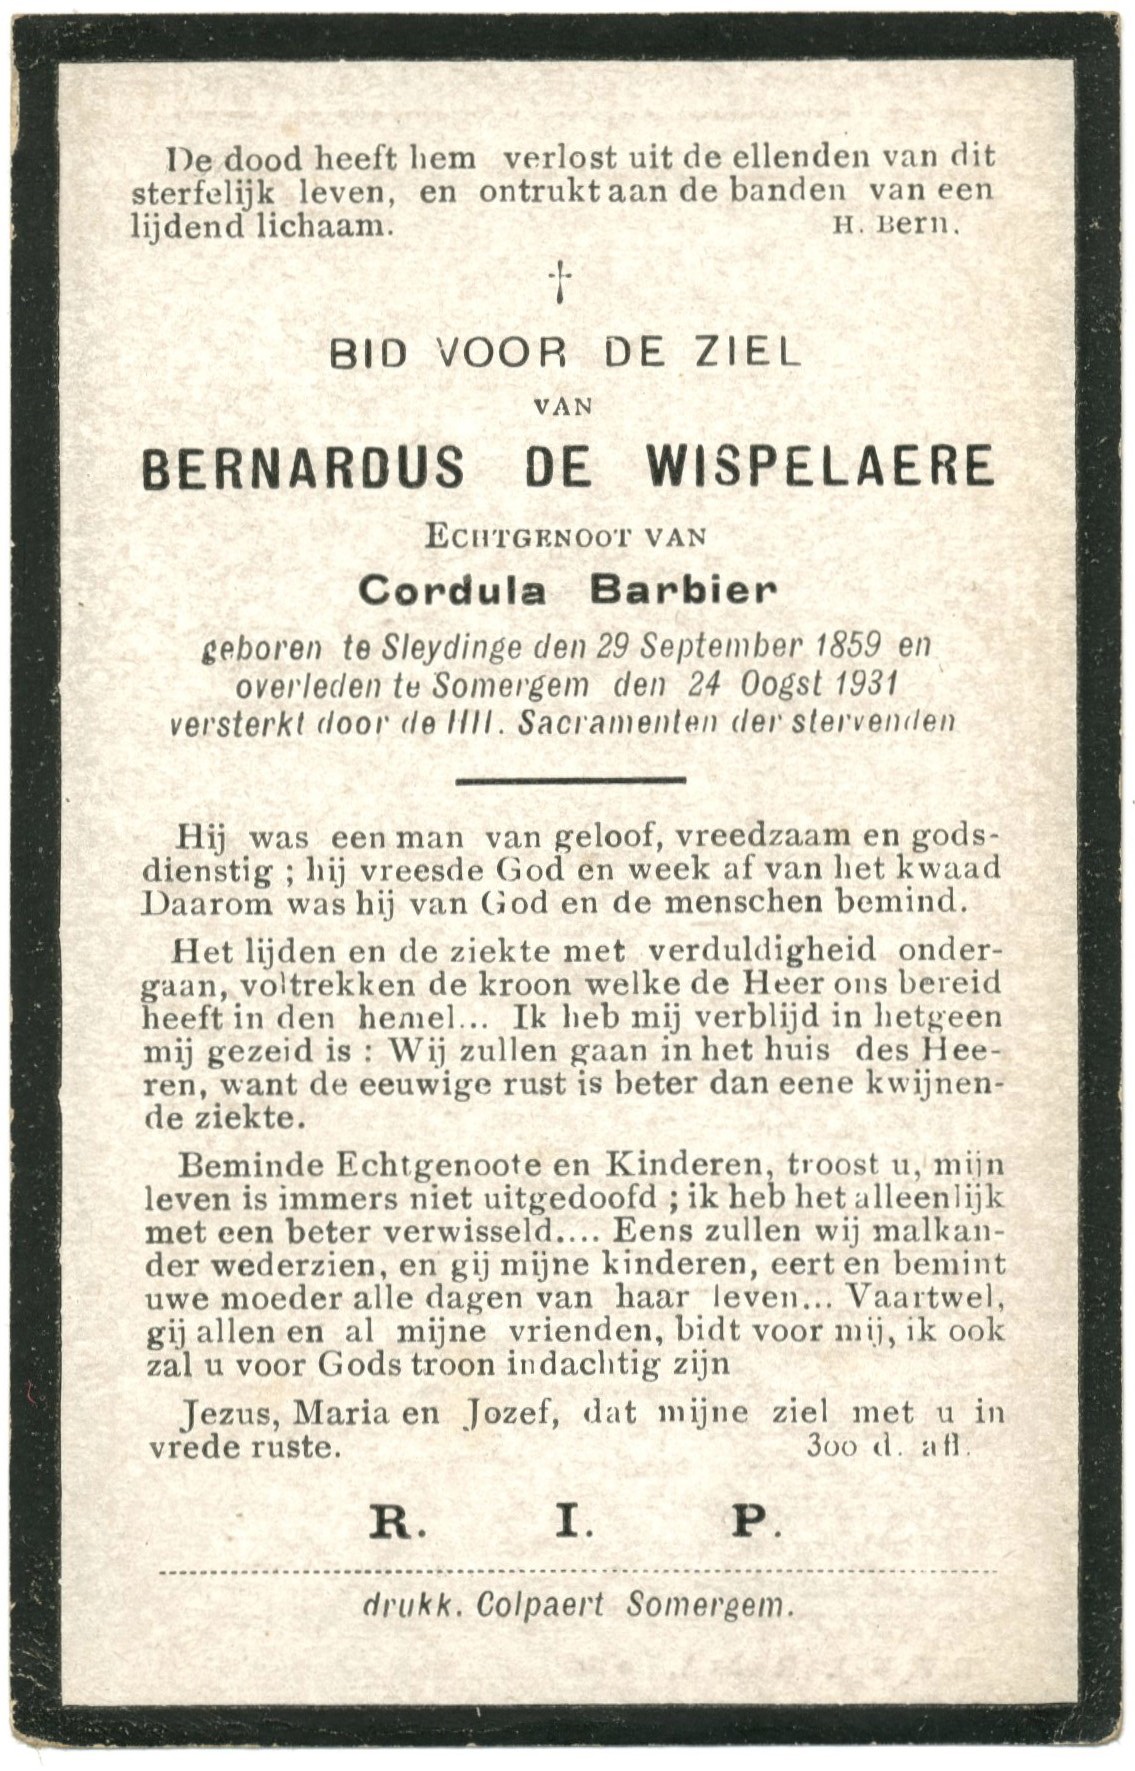 De dood heeft hem verlost uit de ellenden van dit
sterfelijk leven, en ontrukt aan de banden van een
lijdend lichaam. H. Bern.
†
BID VOOR DE ZIEL
VAN
BERNARDUS DE WISPELAERE
ECHTGENOOT VAN
Cordula Barbier
geboren te Sleydinge den 29 September 1859 en
overleden te Somergem den 24 Oogst 1931
versterkt door de HH. Sacramenten der stervenden
Hij was een man van geloof, vreedzaam en gods-
dienstig ; hij vreesde God en week af van het kwaad
Daarom was hij van God en de menschen bemind.
Het lijden en de ziekte met verduldigheid onder-
gaan, voltrekken de kroon welke de Heer ons bereid
heeft in den hemel... Ik heb mij verblijd in hetgeen
mij gezeid is : Wij zullen gaan in het huis des Hee-
ren, want de eeuwige rust is beter dan eene kwijnen-
de ziekte.
Beminde Echtgenoote en Kinderen, troost u, mijn
leven is immers niet uitgedoofd ; ik heb het alleenlijk
met een beter verwisseld.... Eens zullen wij malkan-
der wederzien, en gij mijne kinderen, eert en bemint
uwe moeder alle dagen van haar leven... Vaartwel,
gij allen en al mijne vrienden, bidt voor mij, ik ook
zal u voor Gods troon indachtig zijn
Jezus, Maria en Jozef, dat mijne ziel met u in
vrede ruste. 300 d. afl.
R. I. P.
drukk. Colpaert Somergem.